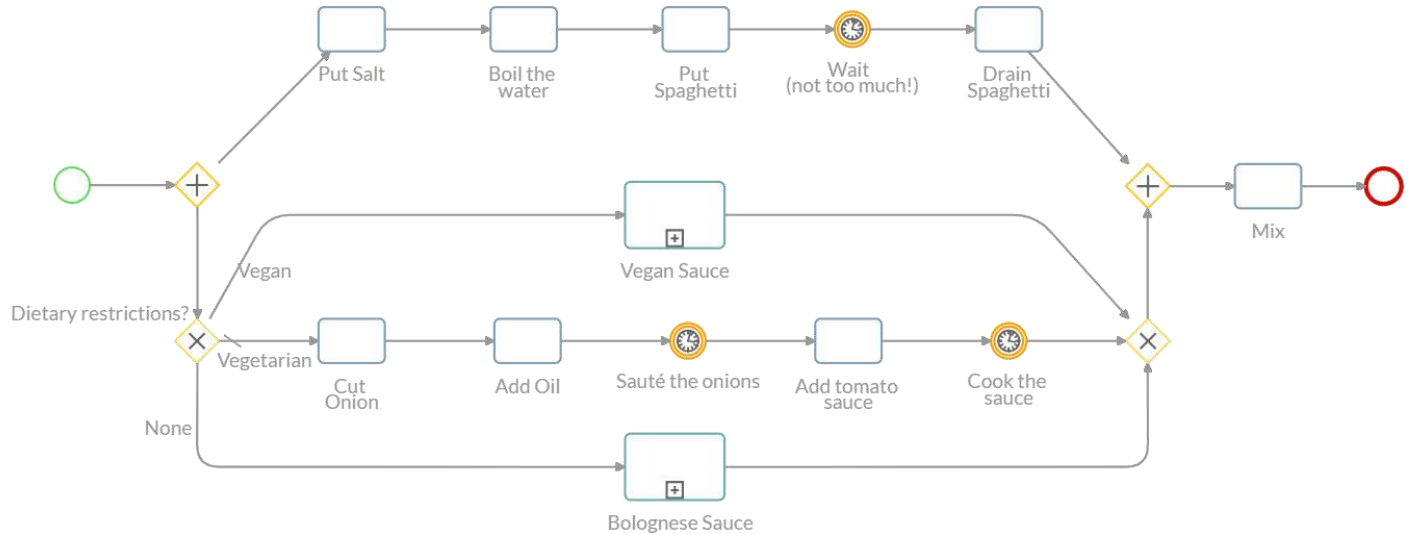 Put Salt
Boil the
water
Put
Spaghetti
Wait
(not too much!)
Drain
Spaghetti
Mix
Vegan
Vegan Sauce
Dietary restrictions?
Vegetarian
Cut
Onion
Add Oil
Sauté the onions
Add tomato
sauce
Cook the
sauce
None
Bolognese Sauce